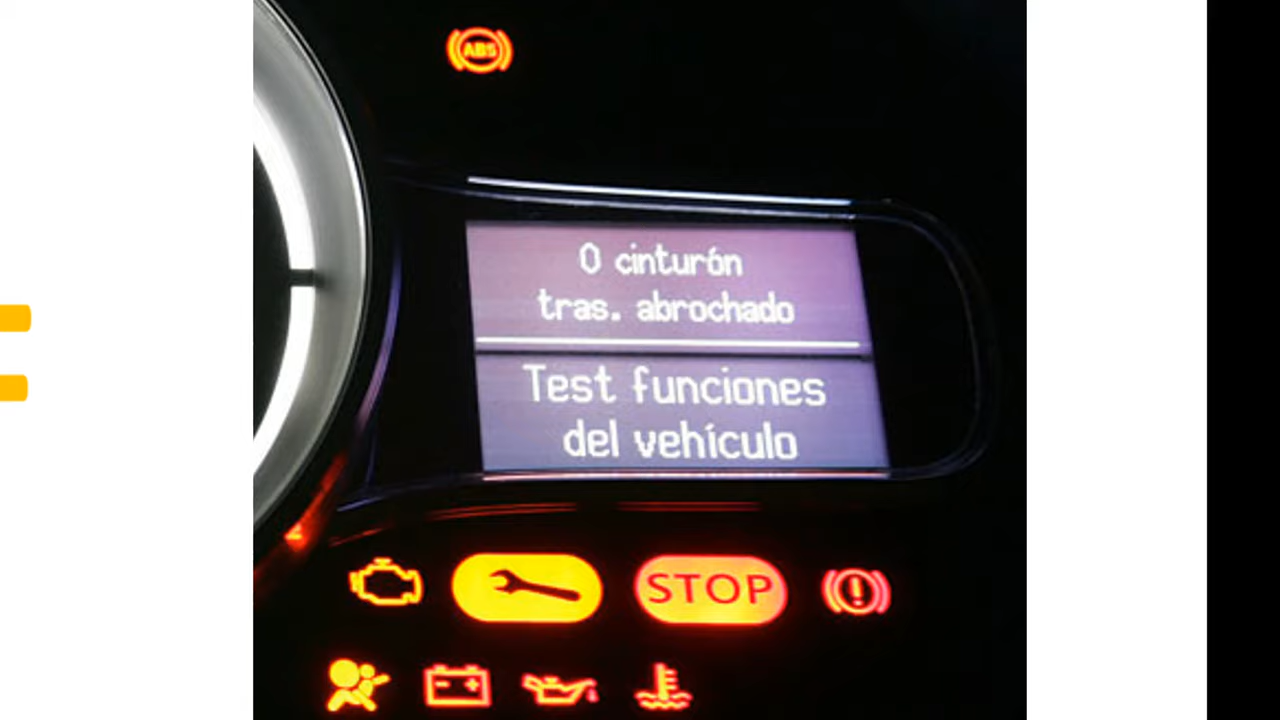 ABS
0 cinturón
tras. abrochado
Test funciones
del vehículo
STOP